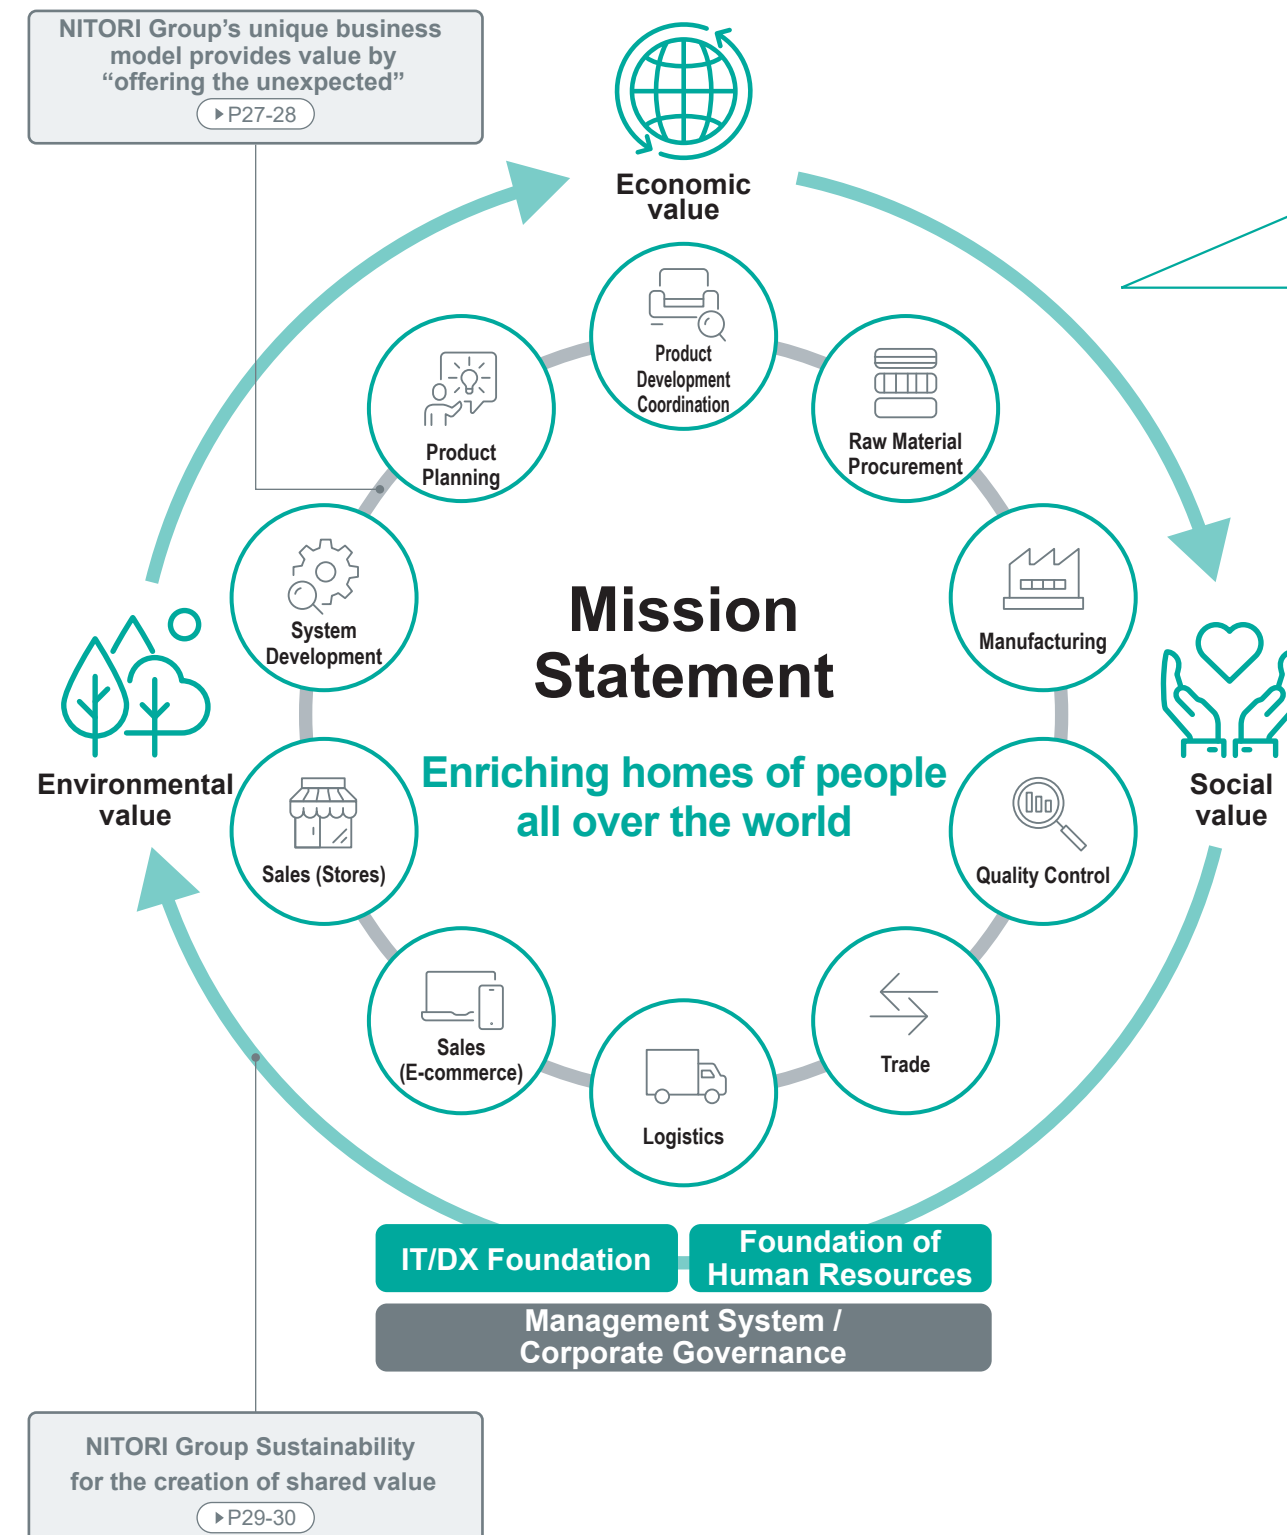 NITORI Group's unique business
model provides value by
“offering the unexpected”
P27-28
Economic
value
Product
Development
Coordination
Product
Planning
Raw Material
Procurement
System
Development
Manufacturing
Mission
Statement
Enriching homes of people
all over the world
Environmental
value
Social
value
Sales (Stores)
Quality Control
Sales
(E-commerce)
Trade
Logistics
IT/DX Foundation
Foundation of
Human Resources
Management System /
Corporate Governance
NITORI Group Sustainability
for the creation of shared value
P29-30